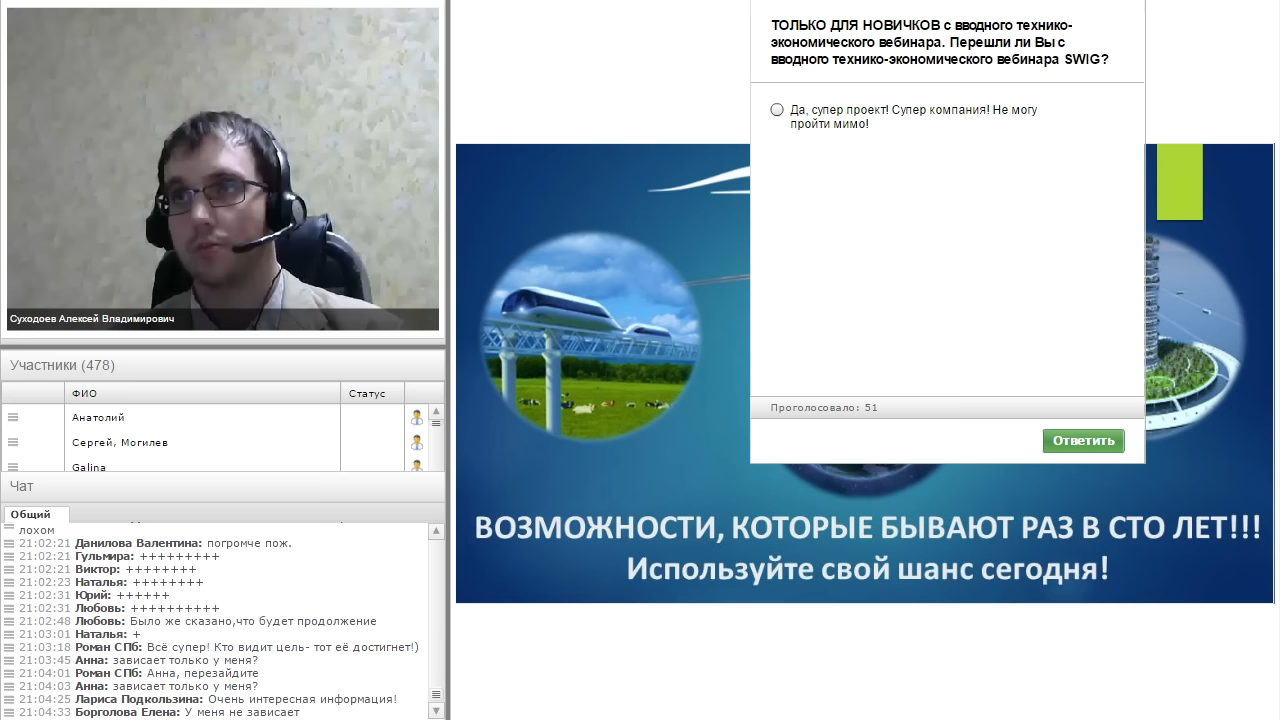 Суходоев Алексей Владимирович
Участники (478)
ФИО
Статус
Анатолий
Сергей, Могилев
Galina
Чат
Общий
лохом
21:02:21 Данилова Валентина: погромче пож.
21:02:21 Гульмира: +++++++++
21:02:21 Виктор: ++++++++
21:02:23 Наталья: ++++++++
21:02:31 Юрий: ++++++
21:02:31 Любовь: ++++++++++
21:02:48 Любовь: Было же сказано,что будет продолжение
21:03:01 Наталья: +
21:03:18 Роман СПб: Всё супер! Кто видит цель- тот её достигнет!)
21:03:45 Анна: зависает только у меня?
21:04:01 Роман СПб: Анна, перезайдите
21:04:03 Анна: зависает только у меня?
21:04:25 Лариса Подкользина: Очень интересная информация!
21:04:33 Борголова Елена: У меня не зависает
ТОЛЬКО ДЛЯ НОВИЧКОВ с вводного технико-
экономического вебинара. Перешли ли Вы с
вводного технико-экономического вебинара SWIG?
Да, супер проект! Супер компания! Не могу
пройти мимо!
Проголосовало: 51
Ответить
ВОЗМОЖНОСТИ, КОТОРЫЕ БЫВАЮТ РАЗ В СТО ЛЕТ!!!
Используйте свой шанс сегодня!